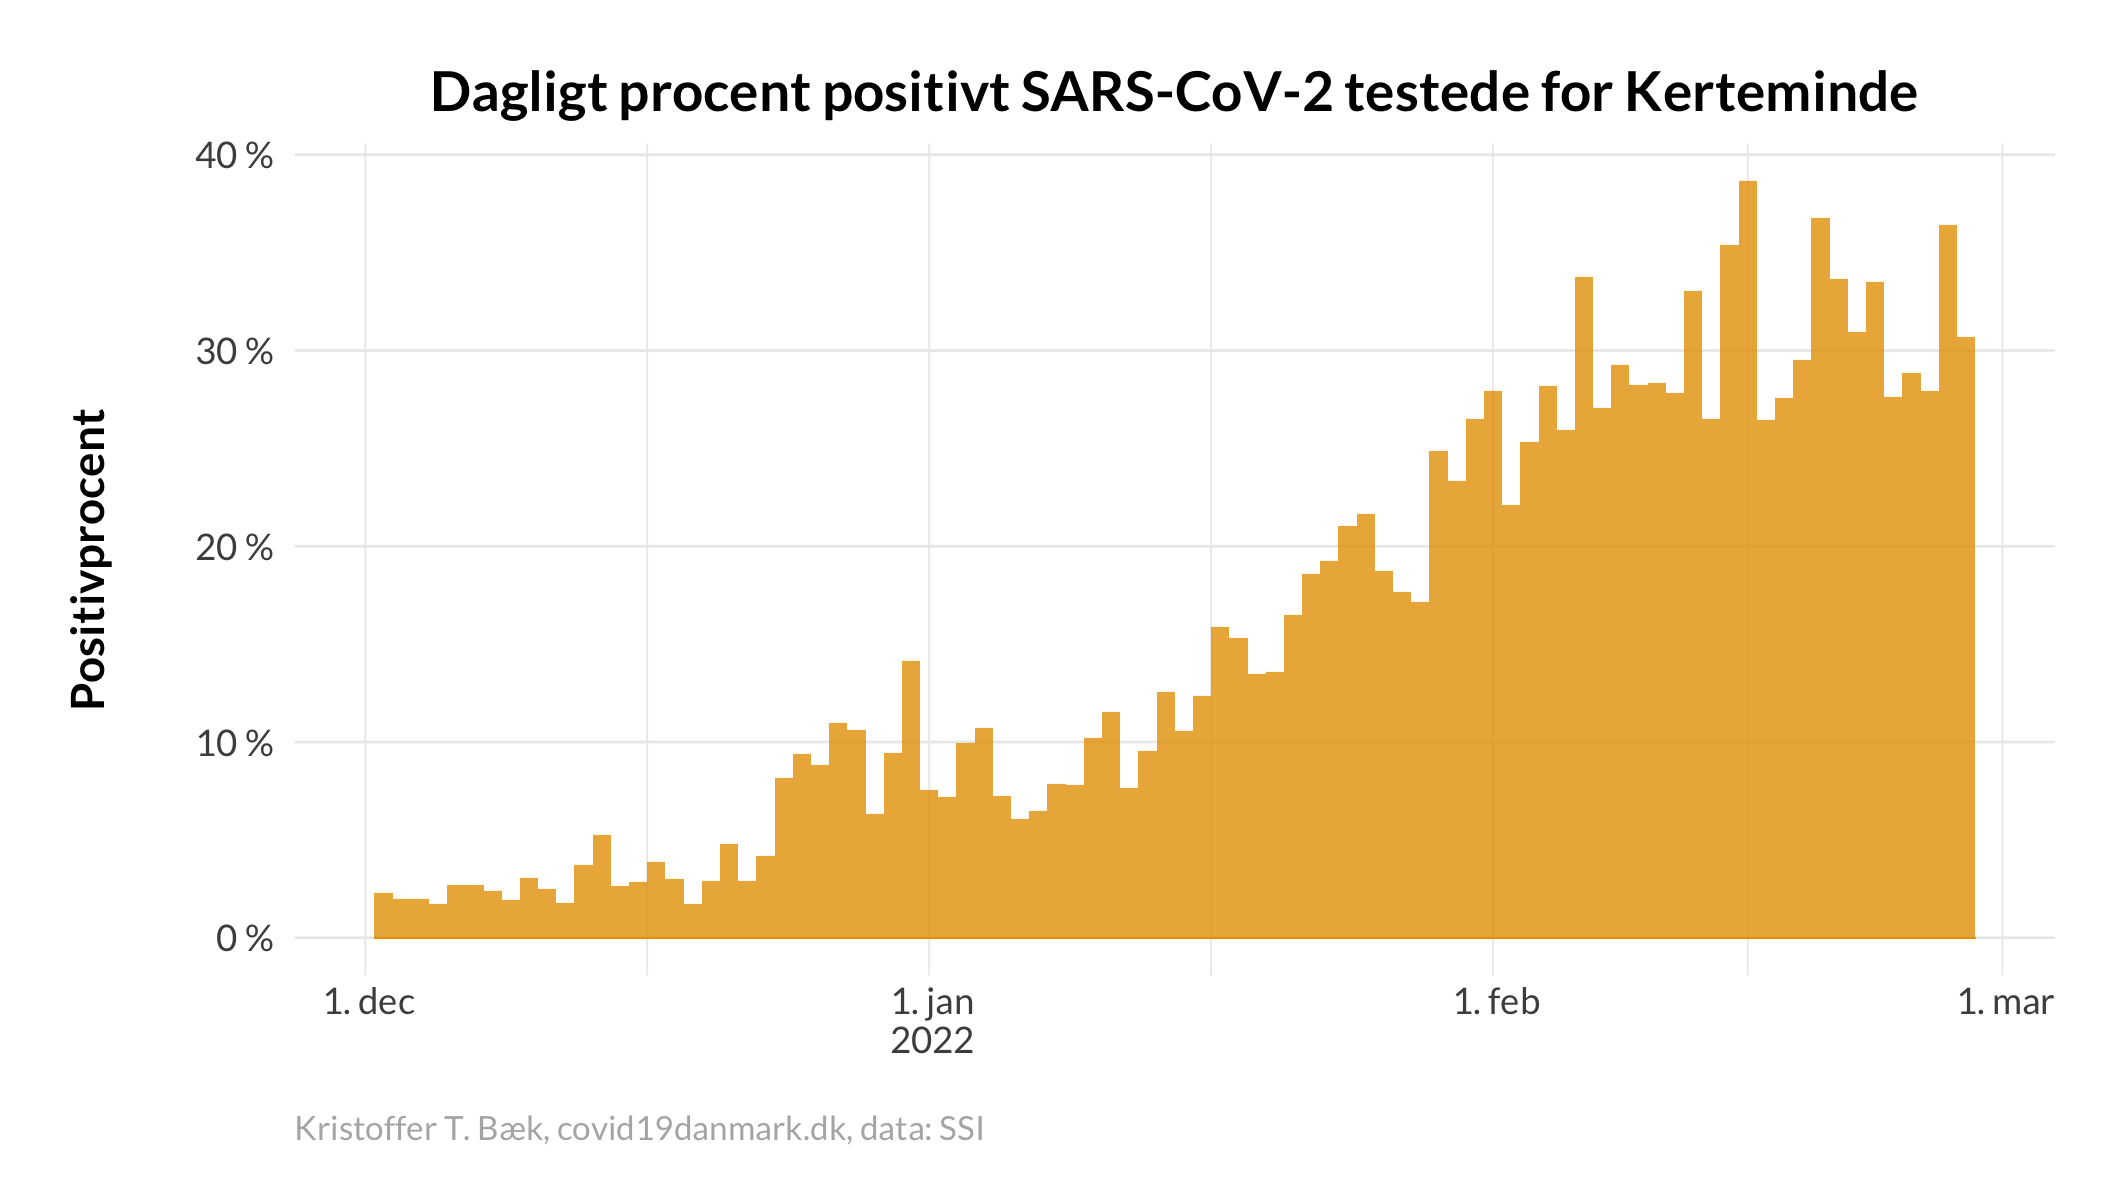 Dagligt procent positivt SARS-CoV-2 testede for Kerteminde
Positivprocent
40 %
30 %
20 %
10 %
0 %
1. dec
1. jan
2022
1. feb
1. mar
Kristoffer T. Bæk, covid19danmark.dk, data: SSI